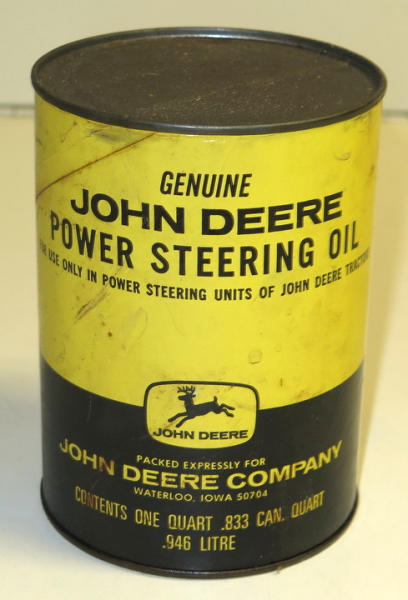 GENUINE
JOHN DEERE
POWER STEERING OIL
FOR USE ONLY IN POWER STEERING UNITS OF JOHN DEERE TRACTORS
JOHN DEERE
PACKED EXPRESSLY FOR
JOHN DEERE COMPANY
WATERLOO, IOWA 50704
CONTENTS ONE QUART .833 CAN. QUART
.946 LITRE